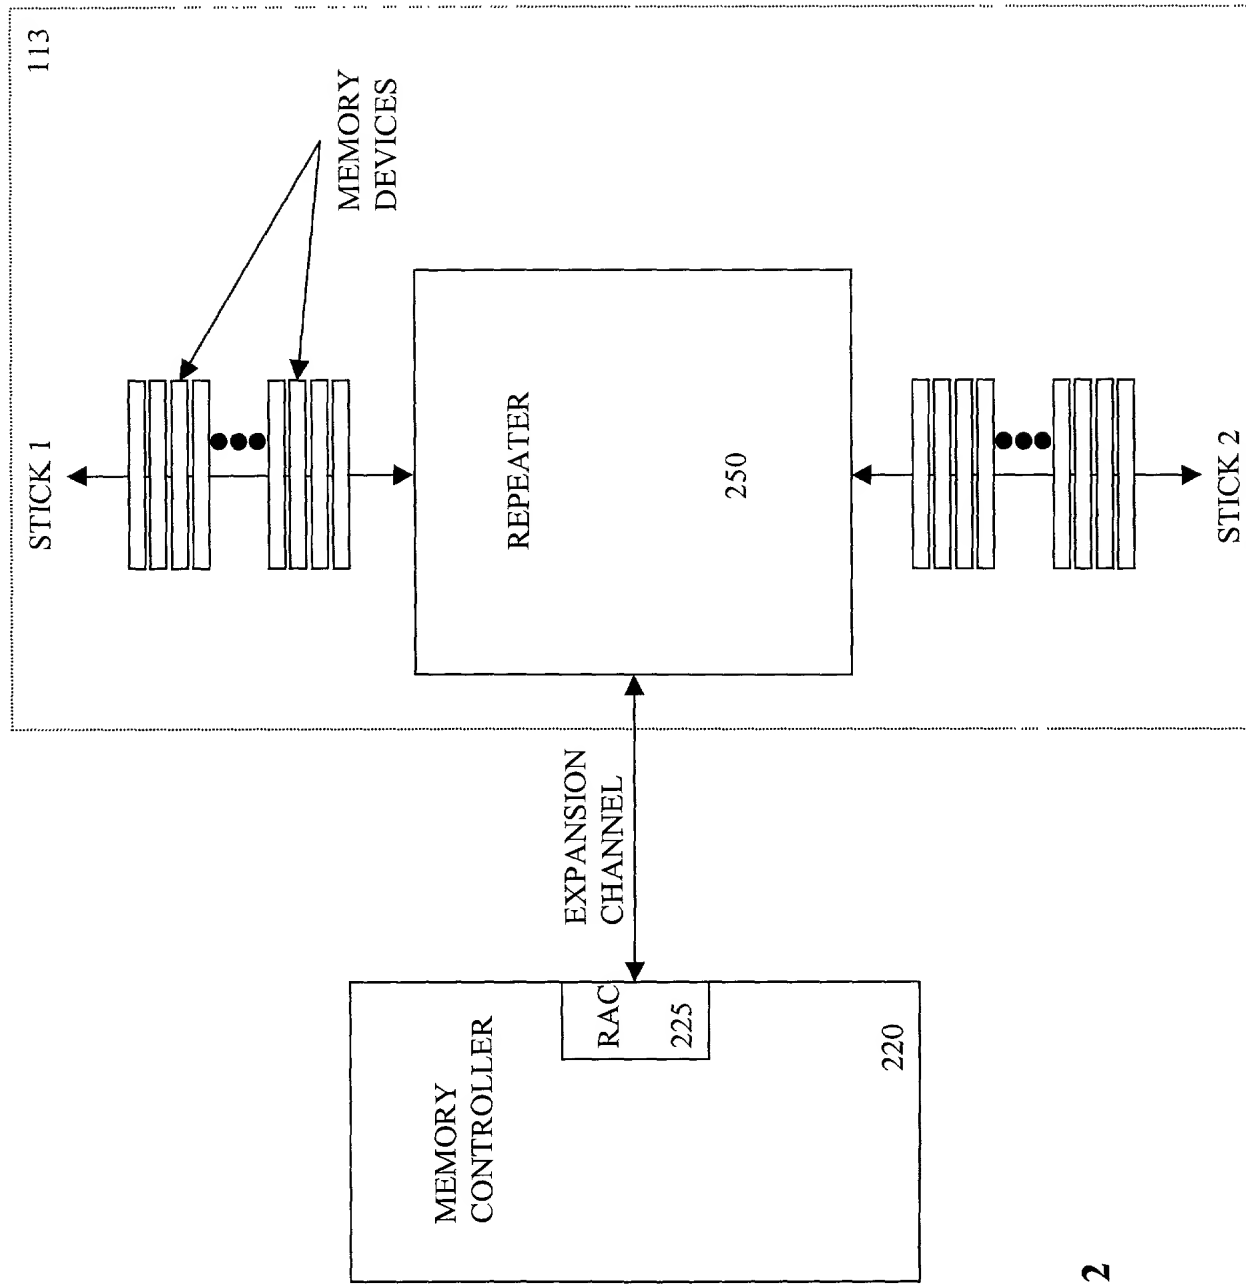 113
STICK 1
MEMORY
DEVICES
REPEATER
250
EXPANSION
CHANNEL
MEMORY
CONTROLLER
RAC
225
220
STICK 2
2